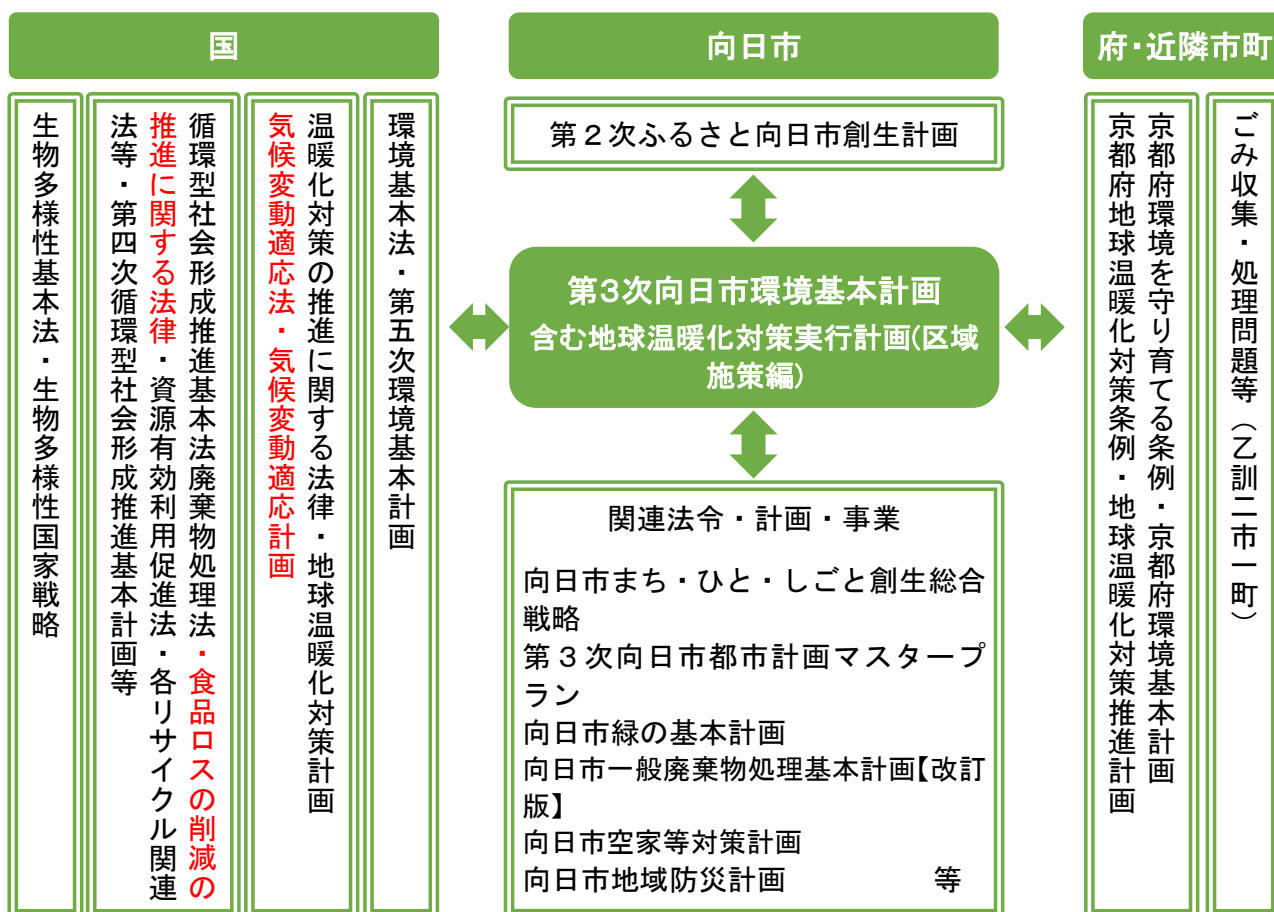 国
環境基本法・第五次環境基本計画
温暖化対策の推進に関する法律・地球温暖化対策計画
気候変動適応法・気候変動適応計画
循環型社会形成推進基本法廃棄物処理法・食品ロスの削減の
推進に関する法律・資源有効利用促進法・各リサイクル関連
法等・第四次循環型社会形成推進基本計画等
生物多様性基本法・生物多様性国家戦略
向日市
第２次ふるさと向日市創生計画
第3次向日市環境基本計画
含む地球温暖化対策実行計画(区域
施策編)
関連法令・計画・事業
向日市まち・ひと・しごと創生総合
戦略
第３次向日市都市計画マスタープ
ラン
向日市緑の基本計画
向日市一般廃棄物処理基本計画【改訂
版】
向日市空家等対策計画
向日市地域防災計画　等
府・近隣市町
ごみ収集・処理問題等（乙訓二市一町）
京都府環境を守り育てる条例・京都府環境基本計画
京都府地球温暖化対策条例・地球温暖化対策推進計画